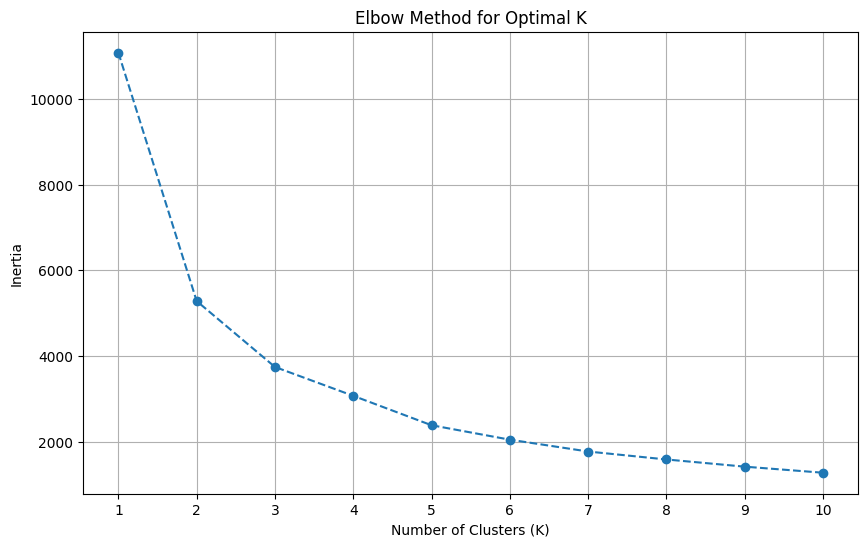 Elbow Method for Optimal K
10000
8000
6000
4000
2000
Inertia
1 2 3 4 5 6 7 8 9 10
Number of Clusters (K)